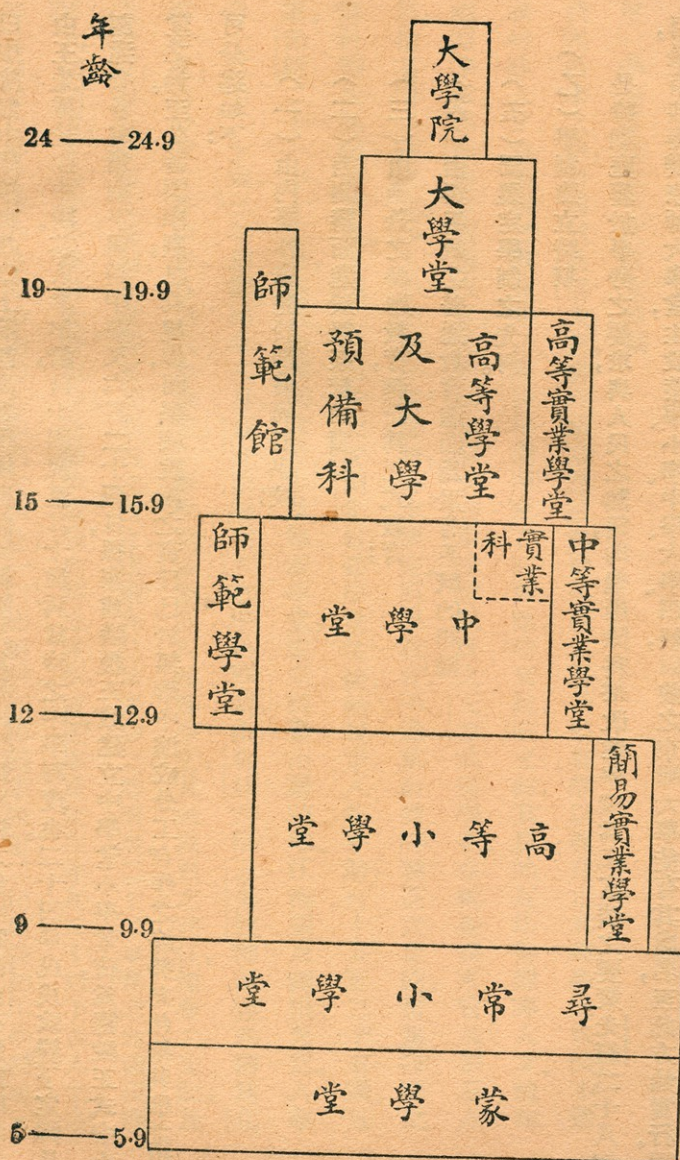 年齡
大學院
24——24.9
大學堂
19——19.9
師範館
高等學堂
及大學
預備科
高等實業學堂
15——15.9
師範學堂
中學堂
實業
科
中等實業學堂
12——12.9
高等小學堂
簡易實業學堂
9——9.9
尋常小學堂
蒙學堂
5——5.9